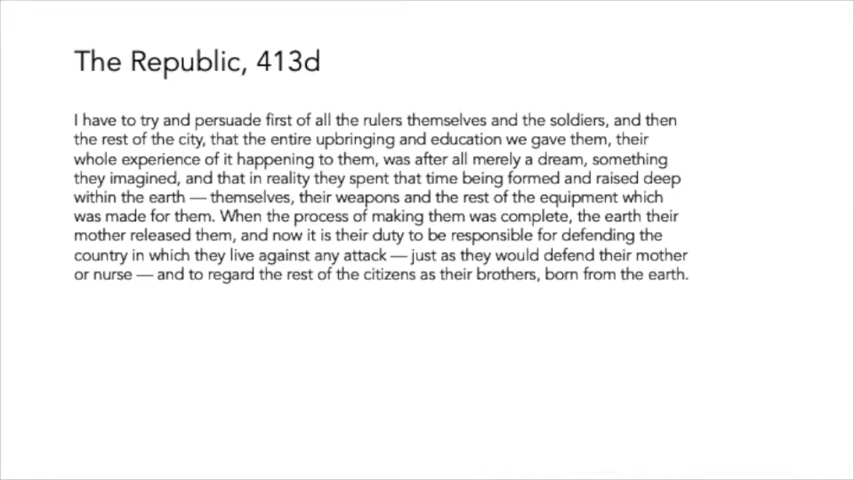 The Republic, 413d
I have to try and persuade first of all the rulers themselves and the soldiers, and then
the rest of the city, that the entire upbringing and education we gave them, their
whole experience of it happening to them, was after all merely a dream, something
they imagined, and that in reality they spent that time being formed and raised deep
within the earth — themselves, their weapons and the rest of the equipment which
was made for them. When the process of making them was complete, the earth their
mother released them, and now it is their duty to be responsible for defending the
country in which they live against any attack — just as they would defend their mother
or nurse — and to regard the rest of the citizens as their brothers, born from the earth.